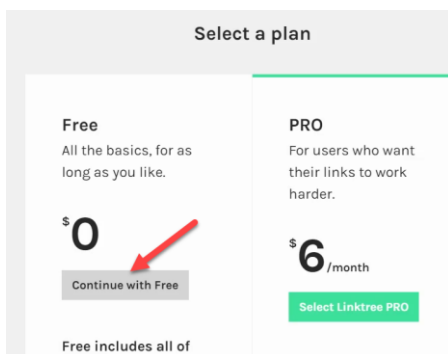 Select a plan
Free
All the basics, for as
long as you like.
$0
Continue with Free
Free includes all of
PRO
For users who want
their links to work
harder.
$6/month
Select Linktree PRO